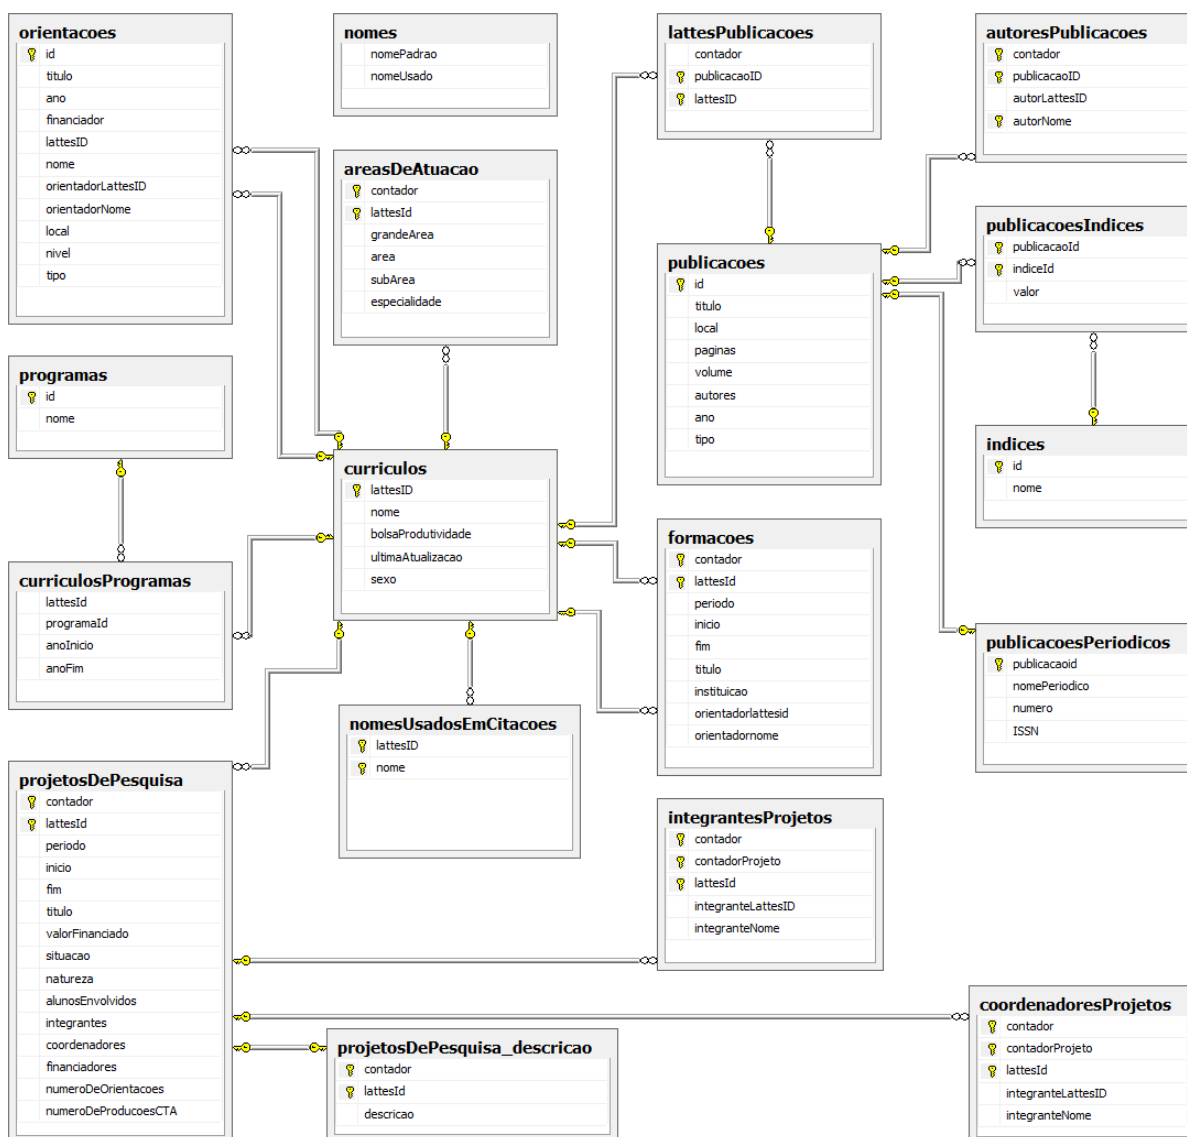 orientacoes
id
titulo
ano
financiador
lattesID
nome
orientadorLattesID
orientadorNome
local
nivel
tipo
nomes
nomePadrao
nomeUsado
lattesPublicacoes
contador
publicacaoID
lattesID
autoresPublicacoes
contador
publicacaoID
autorLattesID
autorNome
areasDeAtuacao
contador
lattesId
grandeArea
area
subArea
especialidade
publicacoes
id
titulo
local
paginas
volume
autores
ano
tipo
publicacoesIndices
publicacaoId
indiceId
valor
programas
id
nome
curriculos
lattesID
nome
bolsaProdutividade
ultimaAtualizacao
sexo
indices
id
nome
curriculosProgramas
lattesId
programaId
anoInicio
anoFim
formacoes
contador
lattesId
periodo
inicio
fim
titulo
instituicao
orientadorlattesid
orientadornome
publicacoesPeriodicos
publicacaoid
nomePeriodico
numero
ISSN
nomesUsadosEmCitacoes
lattesID
nome
projetosDePesquisa
contador
lattesId
periodo
inicio
fim
titulo
valorFinanciado
situacao
natureza
alunosEnvolvidos
integrantes
coordenadores
financiadores
numeroDeOrientacoes
numeroDeProducoesCTA
integrantesProjetos
contador
contadorProjeto
lattesId
integranteLattesID
integranteNome
projetosDePesquisa_descricao
contador
lattesId
descricao
coordenadoresProjetos
contador
contadorProjeto
lattesId
integranteLattesID
integranteNome